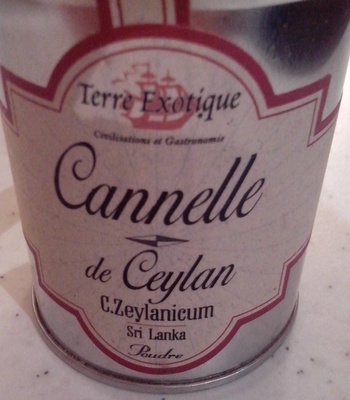 Terre Exotique
Civilisations et Gastronomie
Cannelle
de Ceylan
C.Zeylanicum
Sri Lanka
Poudre